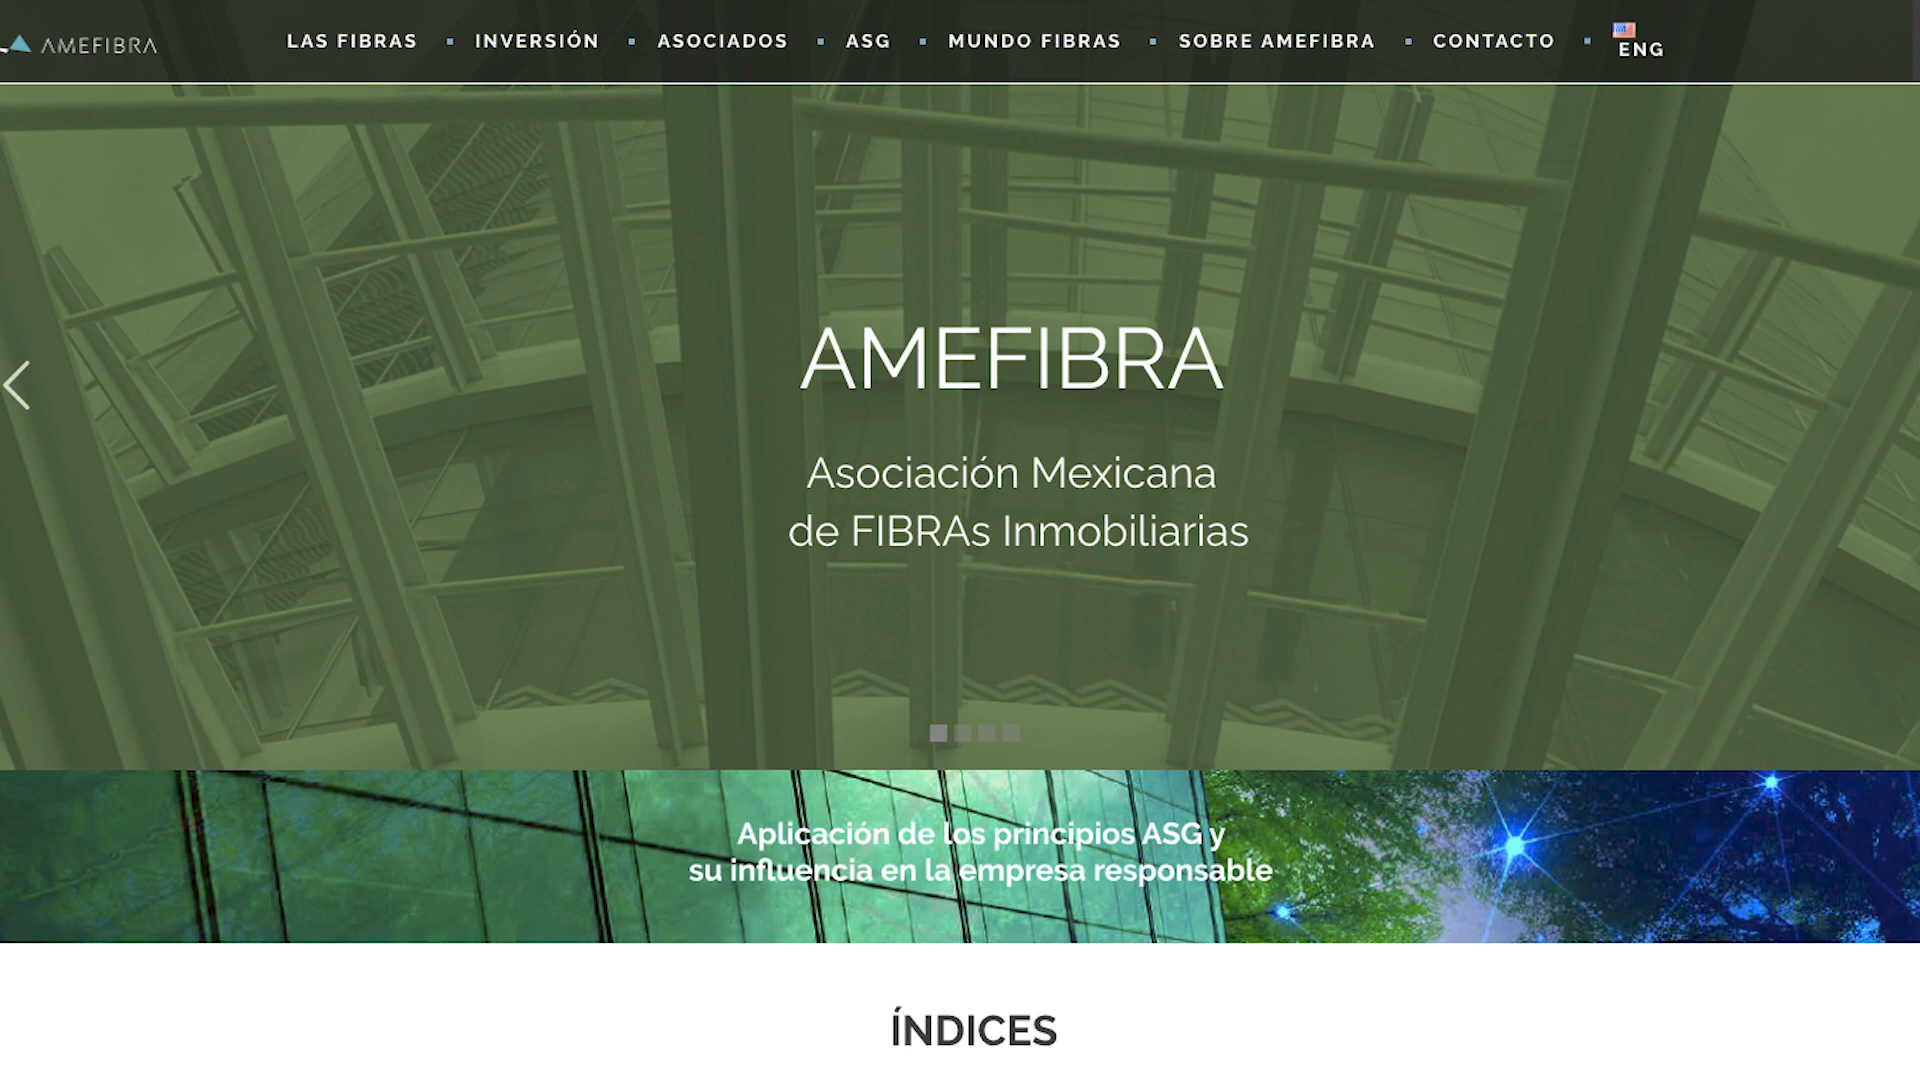 AMEFIBRA
LAS FIBRAS
INVERSIÓN
ASOCIADOS
ASG
MUNDO FIBRAS
SOBRE AMEFIBRA
CONTACTO
ENG
AMEFIBRA
Asociación Mexicana
de FIBRAs Inmobiliarias
Aplicación de los principios ASG y
su influencia en la empresa responsable
ÍNDICES